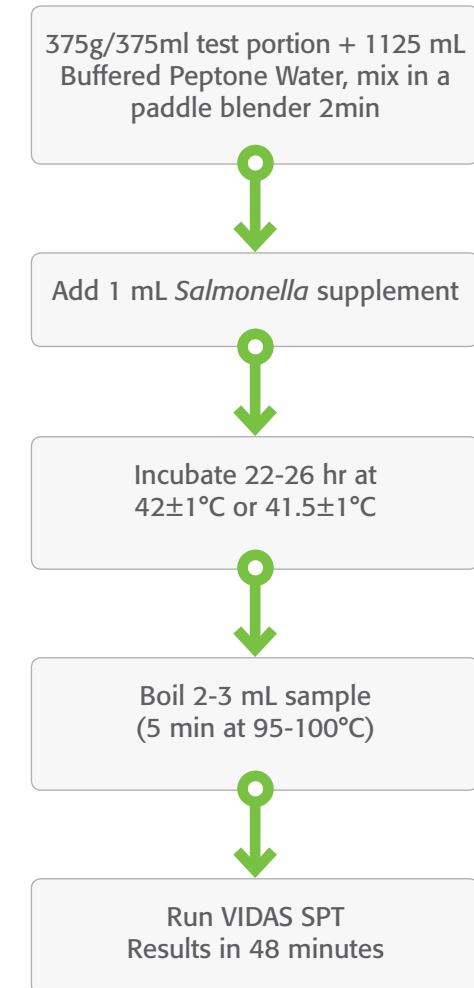 375g/375ml test portion + 1125 mL
Buffered Peptone Water, mix in a
paddle blender 2min
Add 1 mL Salmonella supplement
Incubate 22-26 hr at
42±1°C or 41.5±1°C
Boil 2-3 mL sample
(5 min at 95-100°C)
Run VIDAS SPT
Results in 48 minutes